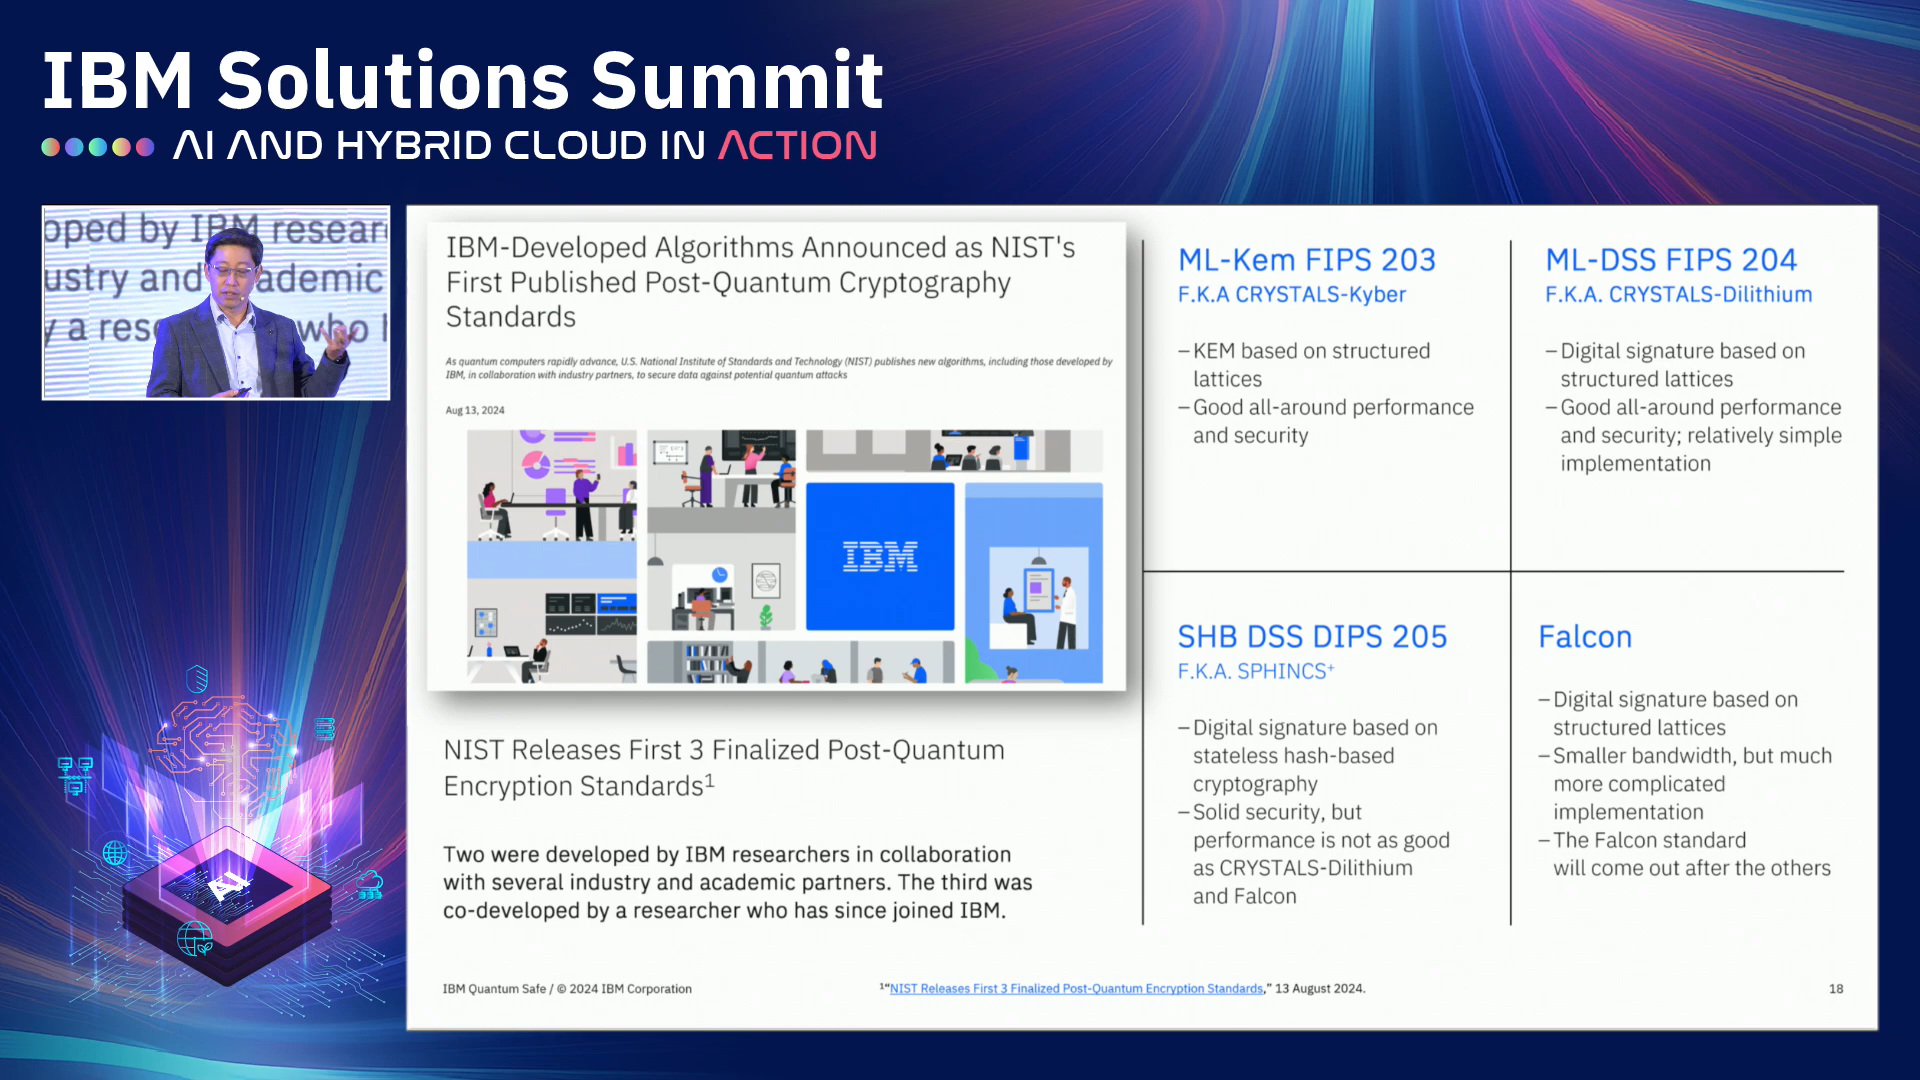 IBM Solutions Summit
AI AND HYBRID CLOUD IN ACTION
oped by IBM resear
ustry and academic
y a res who h
IBM-Developed Algorithms Announced as NIST's
First Published Post-Quantum Cryptography
Standards
As quantum computers rapidly advance, U.S. National Institute of Standards and Technology (NIST) publishes new algorithms, including those developed by
IBM, in collaboration with industry partners, to secure data against potential quantum attacks
Aug 13, 2024
IBM
NIST Releases First 3 Finalized Post-Quantum
Encryption Standards¹
Two were developed by IBM researchers in collaboration
with several industry and academic partners. The third was
co-developed by a researcher who has since joined IBM.
ML-Kem FIPS 203
F.K.A CRYSTALS-Kyber
–KEM based on structured
lattices
–Good all-around performance
and security
ML-DSS FIPS 204
F.K.A. CRYSTALS-Dilithium
–Digital signature based on
structured lattices
–Good all-around performance
and security; relatively simple
implementation
SHB DSS DIPS 205
F.K.A. SPHINCS⁺
–Digital signature based on
stateless hash-based
cryptography
–Solid security, but
performance is not as good
as CRYSTALS-Dilithium
and Falcon
Falcon
–Digital signature based on
structured lattices
–Smaller bandwidth, but much
more complicated
implementation
–The Falcon standard
will come out after the others
AI
IBM Quantum Safe / © 2024 IBM Corporation
¹“NIST Releases First 3 Finalized Post-Quantum Encryption Standards,” 13 August 2024.
18